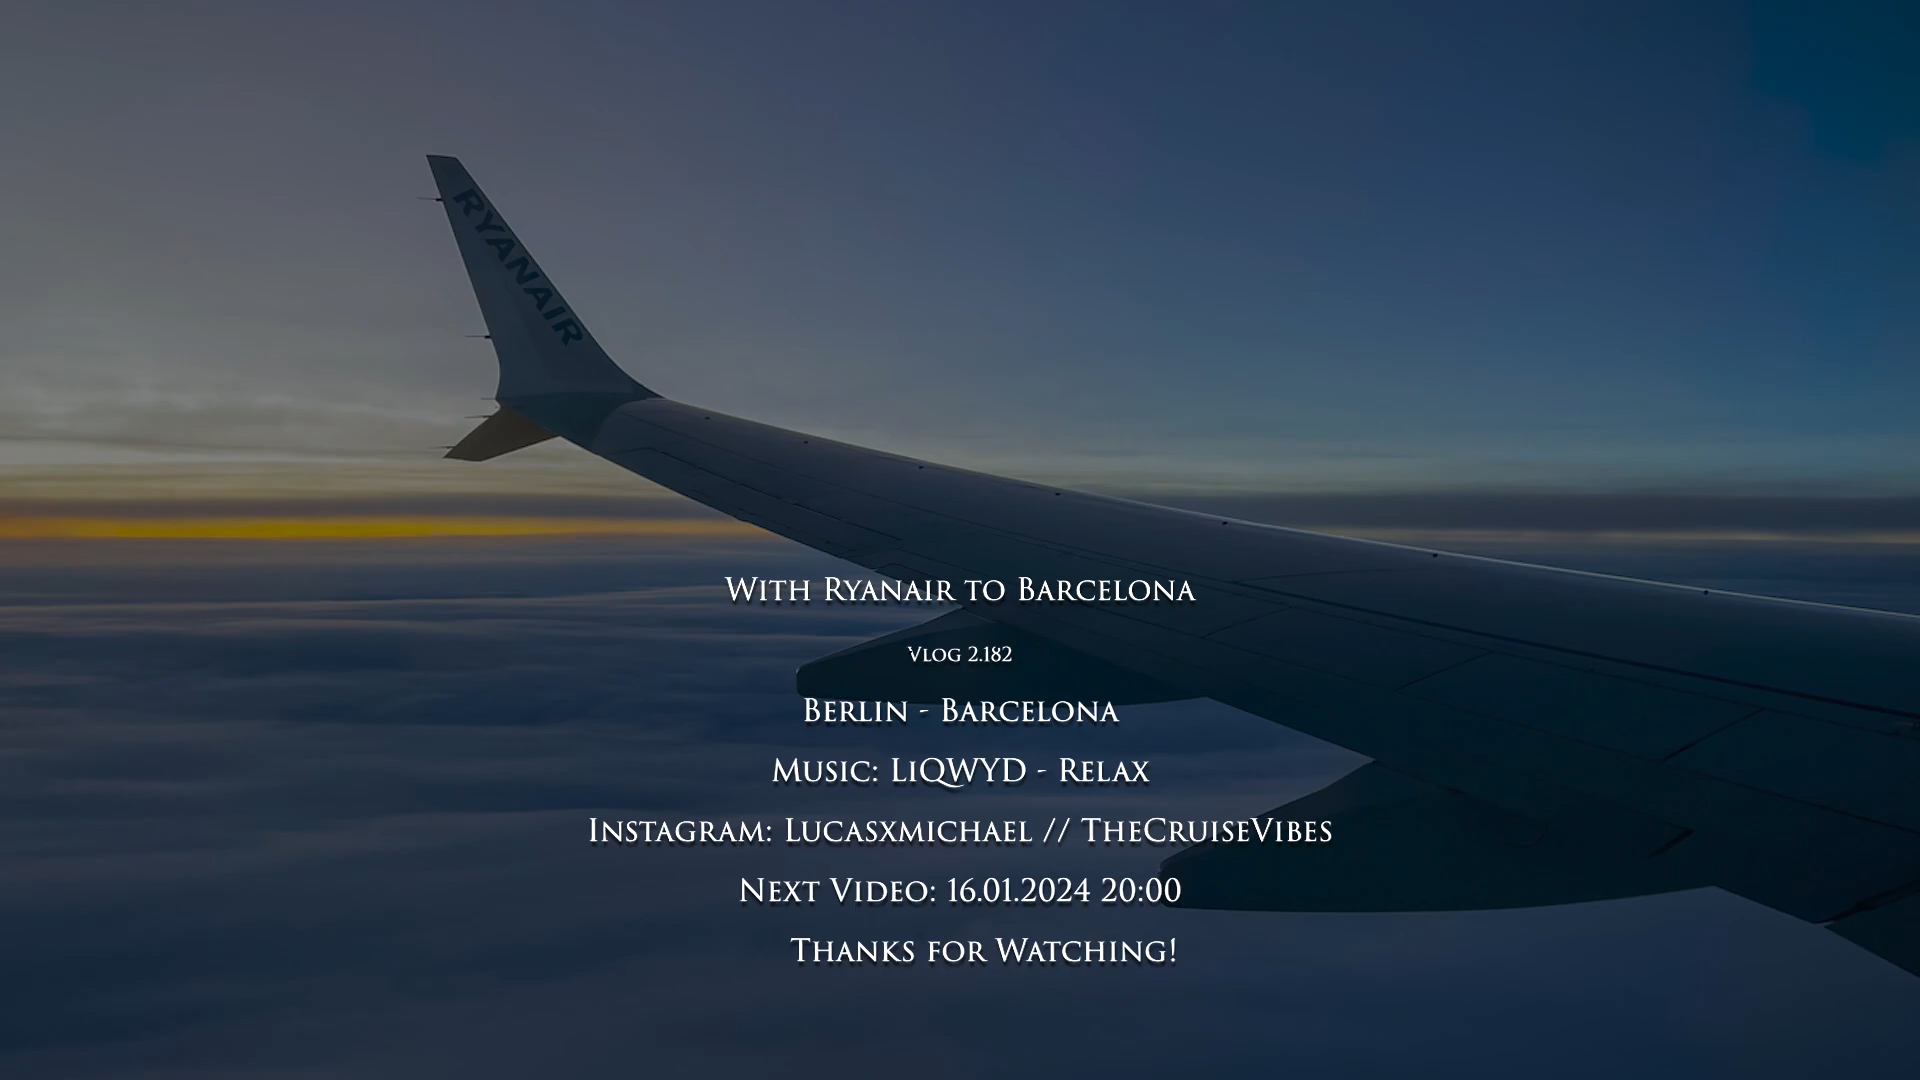 RYANAIR
With Ryanair to Barcelona
Vlog 2.182
Berlin - Barcelona
Music: LiQWYD - Relax
Instagram: Lucasxmichael // TheCruiseVibes
Next Video: 16.01.2024 20:00
Thanks for Watching!